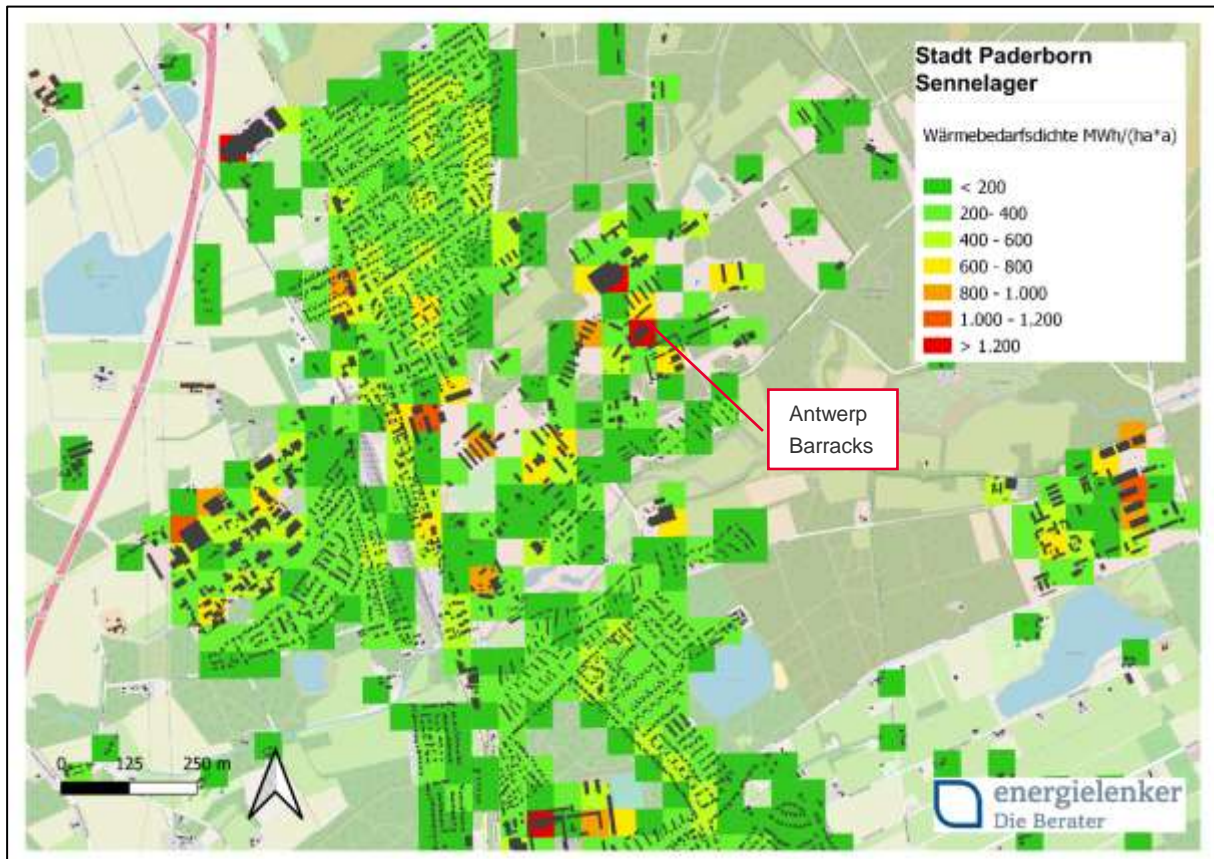 Stadt Paderborn
Sennelager
Wärmebedarfsdichte MWh/(ha*a)
< 200
200- 400
400 - 600
600 - 800
800 - 1.000
1.000 - 1.200
> 1.200
Antwerp
Barracks
0 125 250 m
energielenker
Die Berater